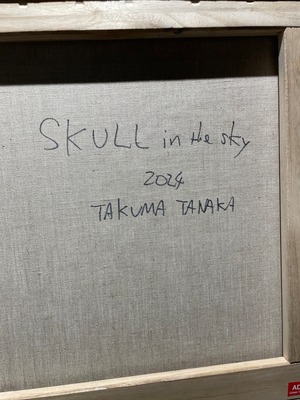 SKULL in the sky
2024
TAKUMA TANAKA